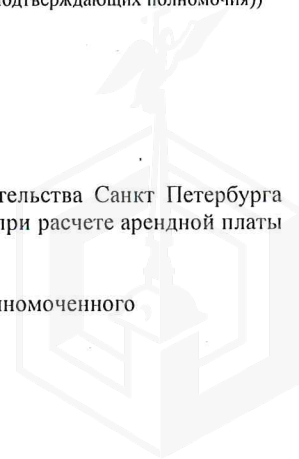 подтверждающих полномочия))
тельства Санкт Петербурга
при расчете арендной платы
лномоченного